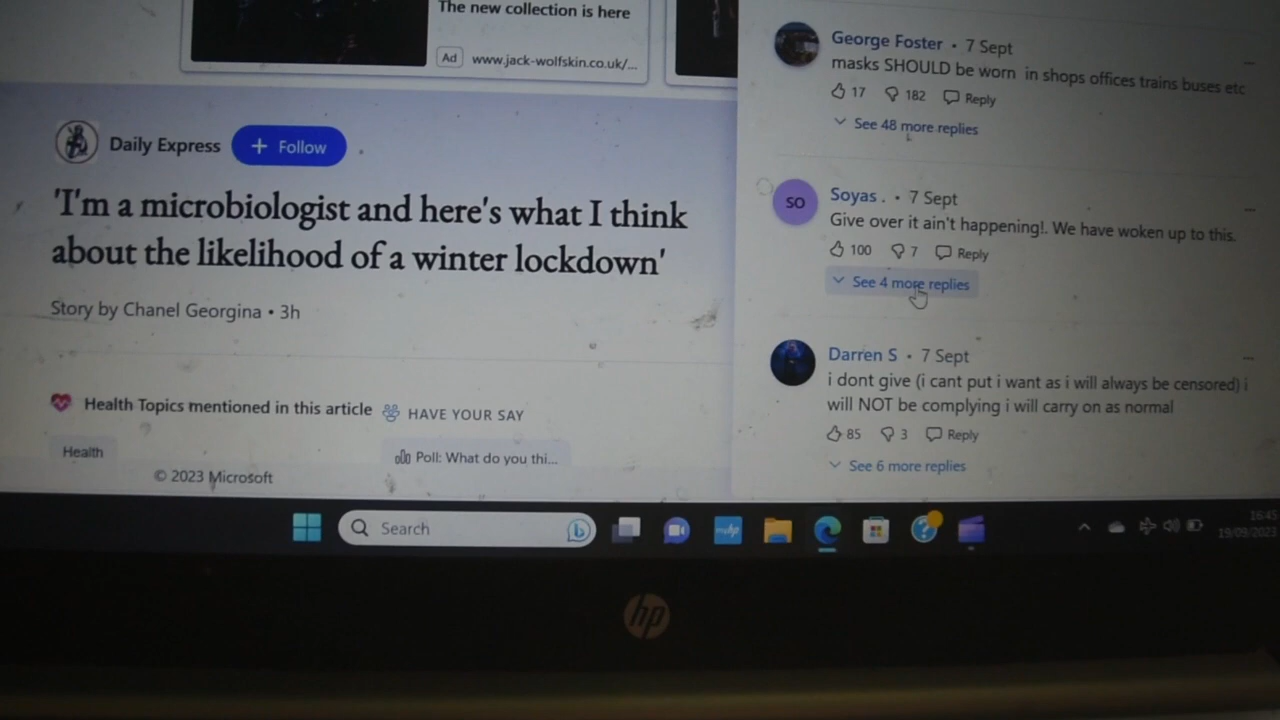 The new collection is here
Ad www.jack-wolfskin.co.uk/...
Daily Express + Follow
'I'm a microbiologist and here's what I think
about the likelihood of a winter lockdown'
Story by Chanel Georgina • 3h
Health Topics mentioned in this article
HAVE YOUR SAY
Health
Poll: What do you thi...
© 2023 Microsoft
George Foster • 7 Sept
masks SHOULD be worn in shops offices trains buses etc
17 182 Reply
See 48 more replies
SO
Soyas . • 7 Sept
Give over it ain't happening!. We have woken up to this.
100 7 Reply
See 4 more replies
Darren S • 7 Sept
i dont give (i cant put i want as i will always be censored) i
will NOT be complying i will carry on as normal
85 3 Reply
See 6 more replies
Search
myhp
16:45
19/09/2023
hp